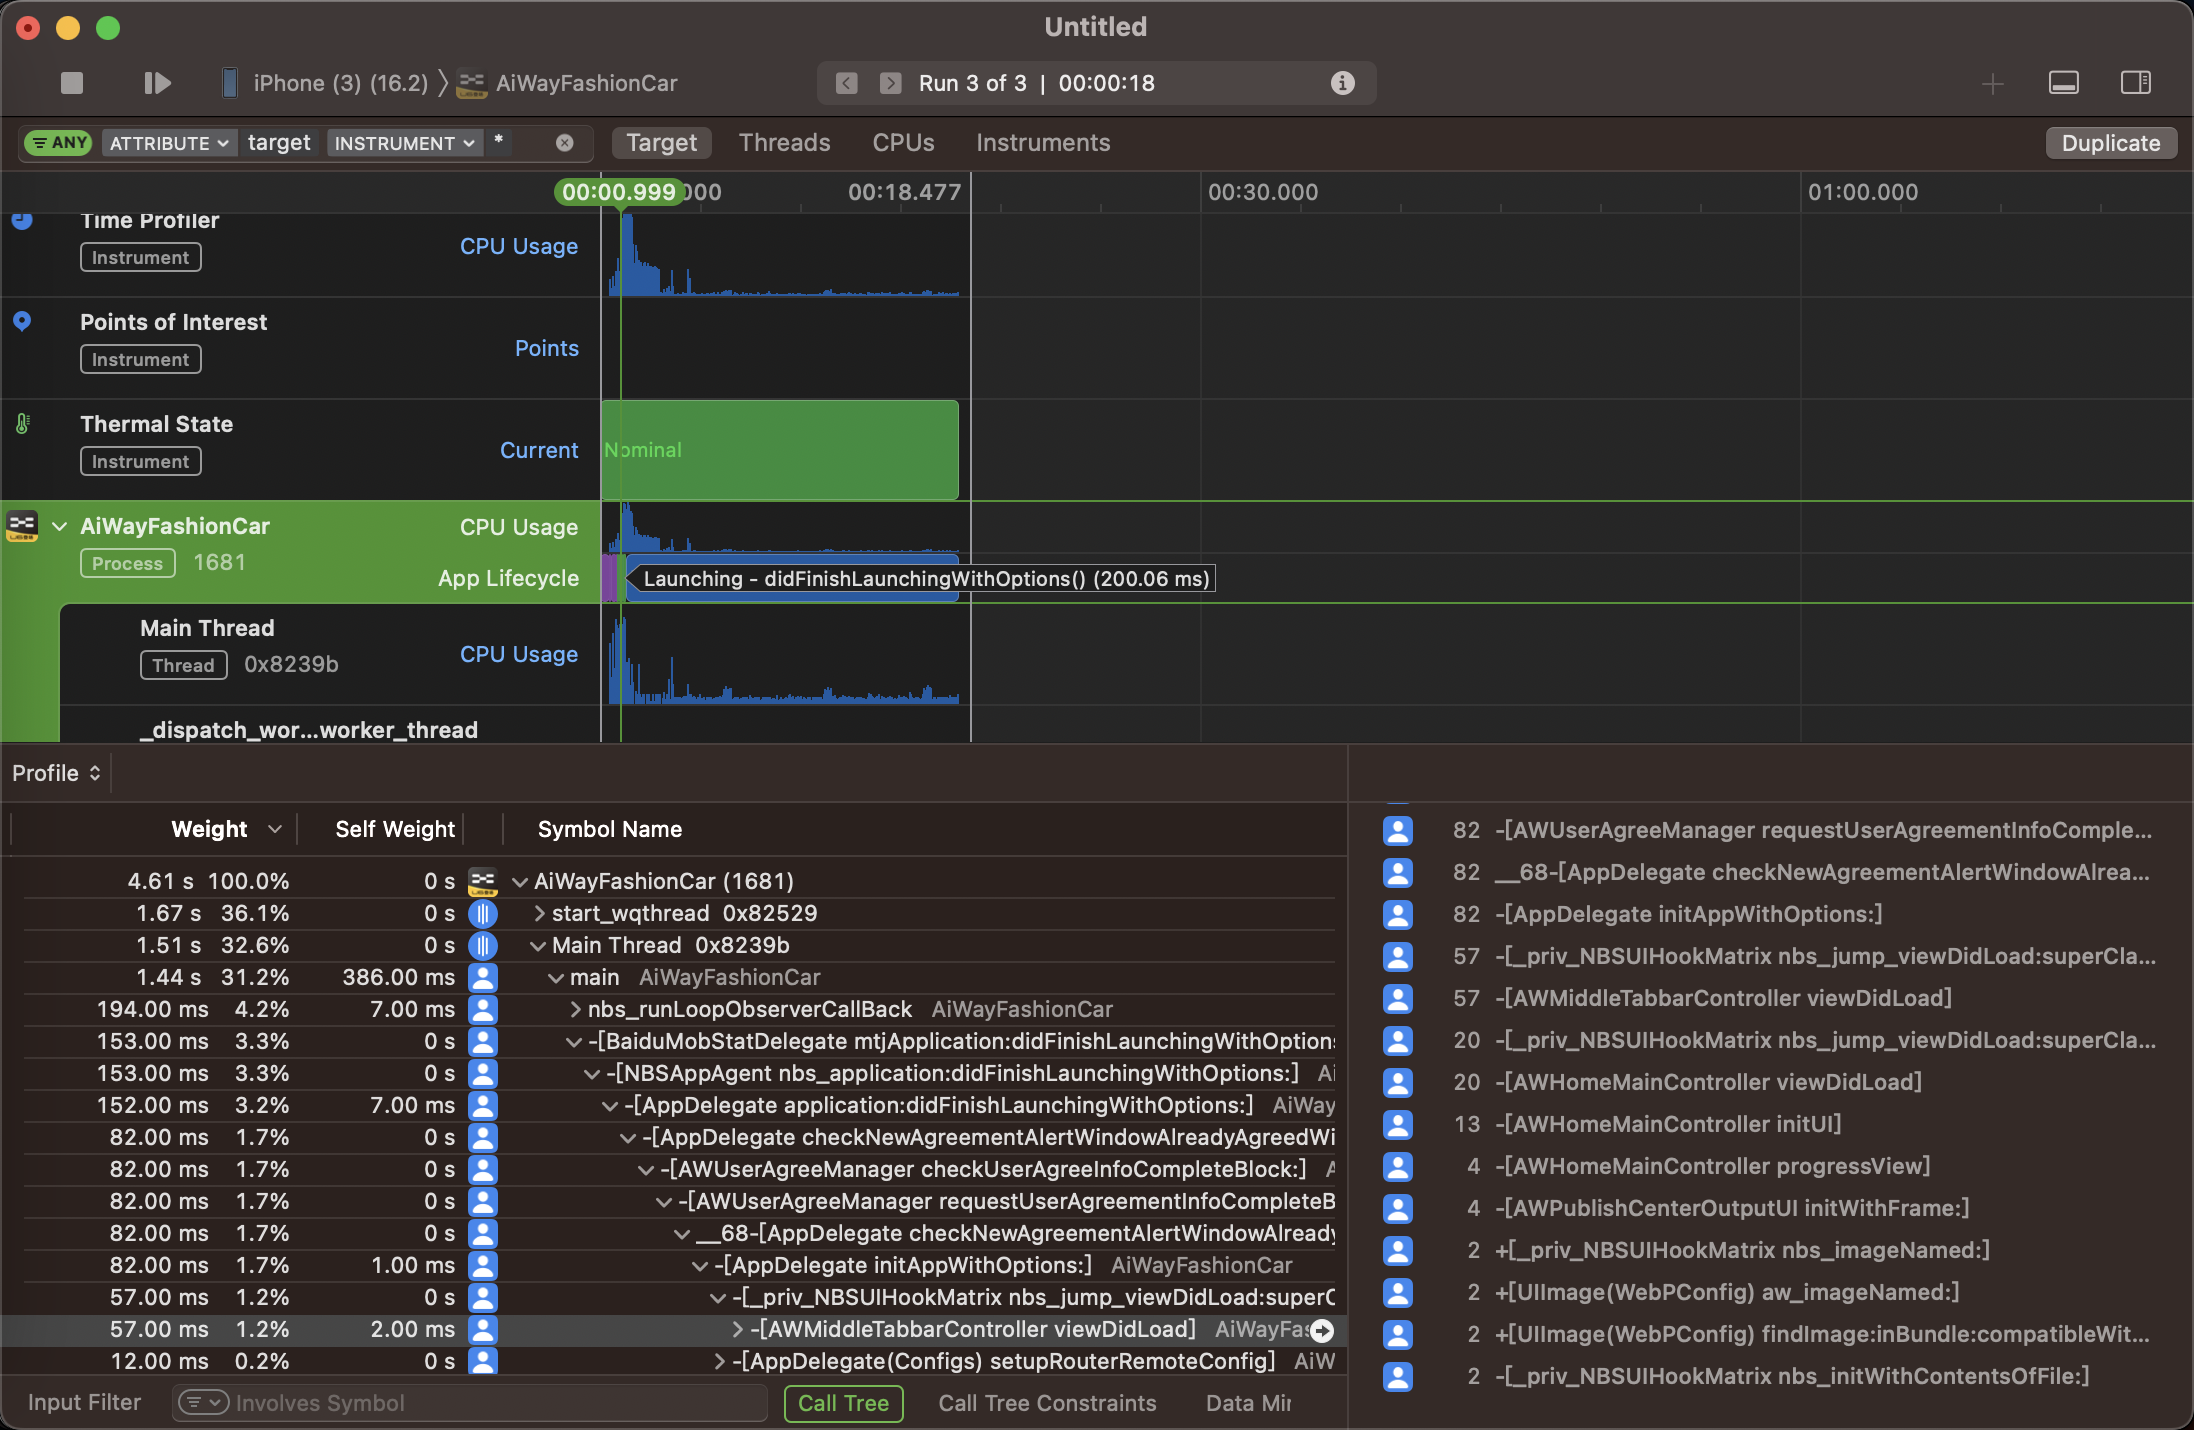 Untitled
iPhone (3) (16.2) AiWayFashionCar
Run 3 of 3 | 00:00:18
ANY ATTRIBUTE target INSTRUMENT *
Target Threads CPUs Instruments
Duplicate
00:00.999 000 00:18.477 00:30.000 01:00.000
Time Profiler
Instrument
CPU Usage
Points of Interest
Instrument
Points
Thermal State
Instrument
Current
Nominal
AiWayFashionCar
CPU Usage
Process 1681
App Lifecycle
Launching - didFinishLaunchingWithOptions() (200.06 ms)
Main Thread
Thread 0x8239b
CPU Usage
_dispatch_wor...worker_thread
Profile
Weight Self Weight Symbol Name
4.61 s 100.0% 0 s AiWayFashionCar (1681)
1.67 s 36.1% 0 s start_wqthread 0x82529
1.51 s 32.6% 0 s Main Thread 0x8239b
1.44 s 31.2% 386.00 ms main AiWayFashionCar
194.00 ms 4.2% 7.00 ms nbs_runLoopObserverCallBack AiWayFashionCar
153.00 ms 3.3% 0 s -[BaiduMobStatDelegate mtjApplication:didFinishLaunchingWithOptions
153.00 ms 3.3% 0 s -[NBSAppAgent nbs_application:didFinishLaunchingWithOptions:] Ai
152.00 ms 3.2% 7.00 ms -[AppDelegate application:didFinishLaunchingWithOptions:] AiWay
82.00 ms 1.7% 0 s -[AppDelegate checkNewAgreementAlertWindowAlreadyAgreedWi
82.00 ms 1.7% 0 s -[AWUserAgreeManager checkUserAgreeInfoCompleteBlock:] A
82.00 ms 1.7% 0 s -[AWUserAgreeManager requestUserAgreementInfoCompleteB
82.00 ms 1.7% 0 s __68-[AppDelegate checkNewAgreementAlertWindowAlready
82.00 ms 1.7% 1.00 ms -[AppDelegate initAppWithOptions:] AiWayFashionCar
57.00 ms 1.2% 0 s -[_priv_NBSUIHookMatrix nbs_jump_viewDidLoad:superC
57.00 ms 1.2% 2.00 ms -[AWMiddleTabbarController viewDidLoad] AiWayFas
12.00 ms 0.2% 0 s -[AppDelegate(Configs) setupRouterRemoteConfig] AiW
Input Filter Involves Symbol Call Tree Call Tree Constraints Data Mi
82 -[AWUserAgreeManager requestUserAgreementInfoComple...
82 __68-[AppDelegate checkNewAgreementAlertWindowAlrea...
82 -[AppDelegate initAppWithOptions:]
57 -[_priv_NBSUIHookMatrix nbs_jump_viewDidLoad:superCla...
57 -[AWMiddleTabbarController viewDidLoad]
20 -[_priv_NBSUIHookMatrix nbs_jump_viewDidLoad:superCla...
20 -[AWHomeMainController viewDidLoad]
13 -[AWHomeMainController initUI]
4 -[AWHomeMainController progressView]
4 -[AWPublishCenterOutputUI initWithFrame:]
2 +[_priv_NBSUIHookMatrix nbs_imageNamed:]
2 +[UIImage(WebPConfig) aw_imageNamed:]
2 +[UIImage(WebPConfig) findImage:inBundle:compatibleWit...
2 -[_priv_NBSUIHookMatrix nbs_initWithContentsOfFile:]